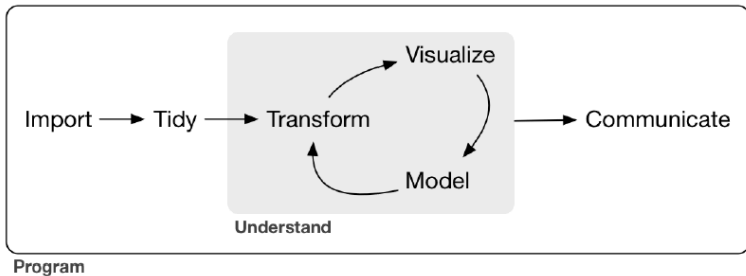 Visualize
Import
Tidy
Transform
Communicate
Model
Understand
Program